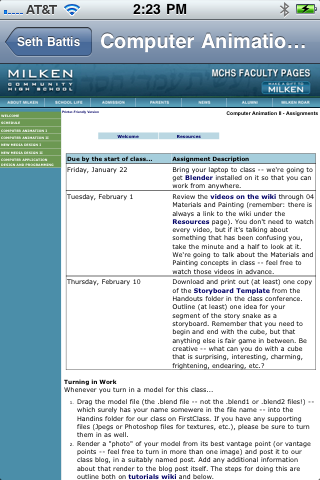 AT&T 2:23 PM
Seth Battis Computer Animatio...
MILKEN
COMMUNITY HIGH SCHOOL
MCHS FACULTY PAGES
MAKE A GIFT TO
MILKEN
ABOUT MILKEN SCHOOL LIFE ADMISSION PARENTS NEWS ALUMNI MILKEN ROAR
WELCOME
SCHEDULE
COMPUTER ANIMATION I
COMPUTER ANIMATION II
NEW MEDIA DESIGN I
NEW MEDIA DESIGN II
COMPUTER APPLICATION
DESIGN AND PROGRAMMING
Printer-Friendly Version
Computer Animation II - Assignments
Welcome Resources
Due by the start of class... Assignment Description
Friday, January 22
Bring your laptop to class -- we're going to
get Blender installed on it so that you can
work from anywhere.
Tuesday, February 1
Review the videos on the wiki through 04
Materials and Painting (remember: there is
always a link to the wiki under the
Resources page). You don't need to watch
every video, but if it's talking about
something that has been confusing you,
take the minute and a half to look at it.
We're going to talk about the Materials
and Painting concepts in class -- feel free to
watch those videos in advance.
Thursday, February 10
Download and print out (at least) one copy
of the Storyboard Template from the
Handouts folder in the class conference.
Outline (at least) one idea for your
segment of the story snake as a
storyboard. Remember that you need to
begin and end with the cube, but that
anything else is fair game in between. Be
creative -- what can you do with a cube
that is surprising, interesting, charming,
frightening, endearing, etc.?
Turning in Work
Whenever you turn in a model for this class...
1. Drag the model file (the .blend file -- not the .blend1 or .blend2 files!) --
which surely has your name somewere in the file name -- into the
Handins folder for our class on FirstClass. If you have any supporting
files (Jpegs or Photoshop files for textures, etc.), please be sure to turn
them in as well.
2. Render a "photo" of your model from its best vantage point (or vantage
points -- feel free to turn in more than one image) and post it to our
class blog, in a suitably named post. Add any additional information
about that render to the blog post itself. The steps for doing this are
outline both on tutorials wiki and below.